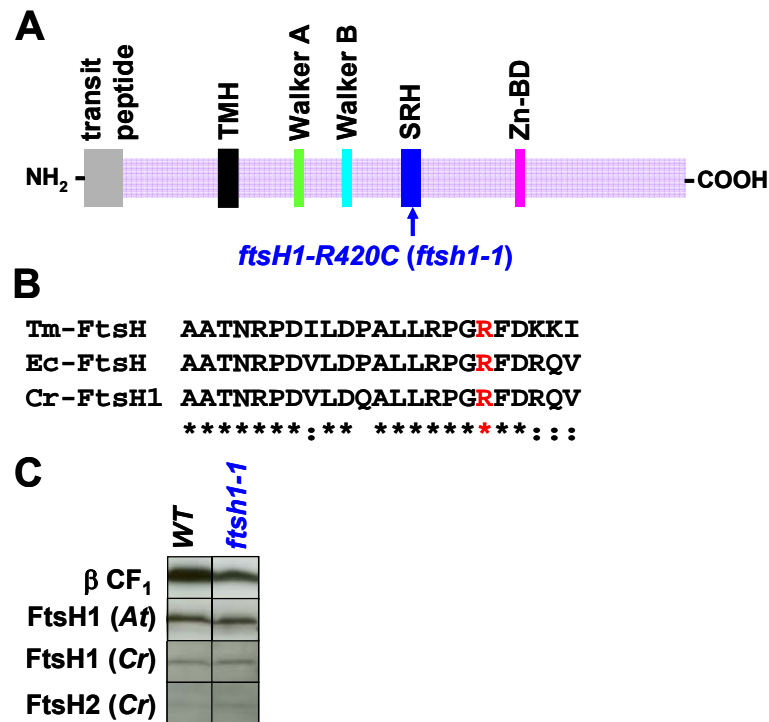 A
transit peptide
TMH
Walker A
Walker B
SRH
Zn-BD
NH2
COOH
ftsH1-R420C (ftsh1-1)
B
Tm-FtsH AATNRPDILDPALLRPGRFDKKI
Ec-FtsH AATNRPDVLDPALLRPGRFDRQV
Cr-FtsH1 AATNRPDVLDQALLRPGRFDRQV
*******:** *********:::
C
WT
ftsh1-1
β CF1
FtsH1 (At)
FtsH1 (Cr)
FtsH2 (Cr)